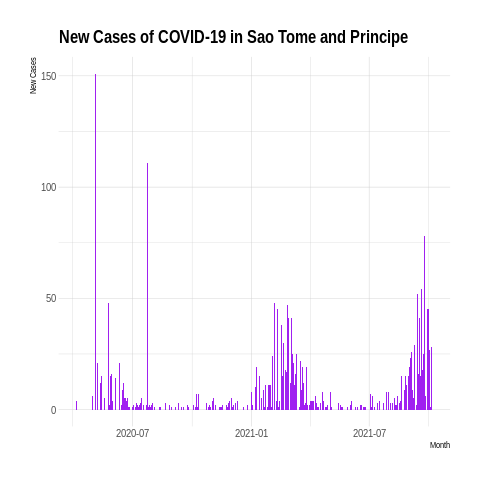 New Cases of COVID-19 in Sao Tome and Principe
New Cases
150
100
50
0
2020-07
2021-01
2021-07
Month